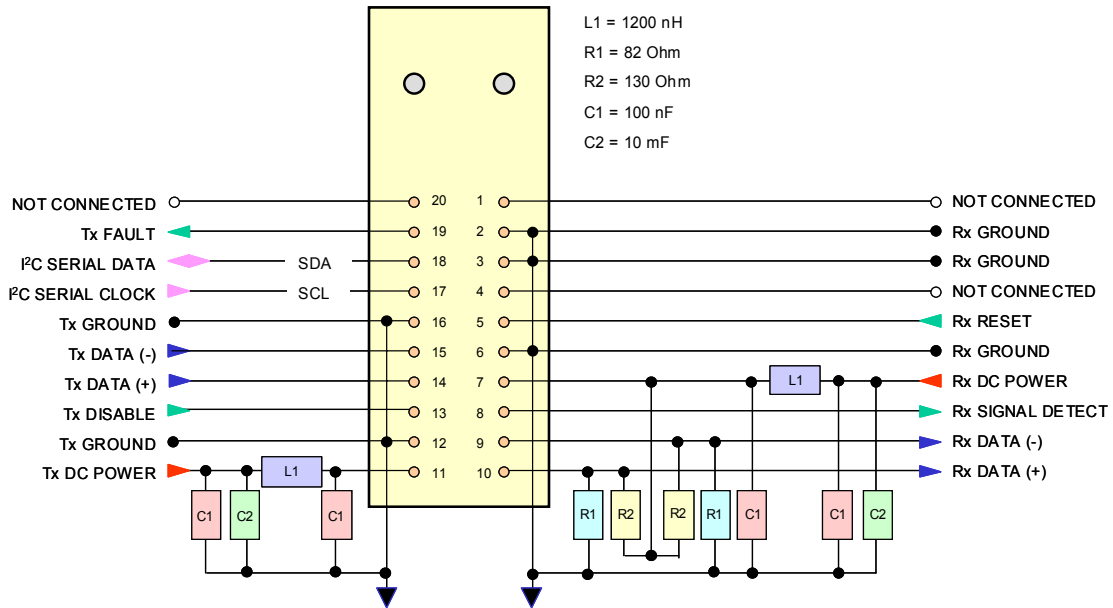 L1 = 1200 nH
R1 = 82 Ohm
R2 = 130 Ohm
C1 = 100 nF
C2 = 10 mF
NOT CONNECTED 20 1 NOT CONNECTED
Tx FAULT 19 2 Rx GROUND
I²C SERIAL DATA SDA 18 3 Rx GROUND
I²C SERIAL CLOCK SCL 17 4 NOT CONNECTED
Tx GROUND 16 5 Rx RESET
Tx DATA (-) 15 6 Rx GROUND
Tx DATA (+) 14 7 L1 Rx DC POWER
Tx DISABLE 13 8 Rx SIGNAL DETECT
Tx GROUND 12 9 Rx DATA (-)
Tx DC POWER L1 11 10 Rx DATA (+)
C1 C2 C1 R1 R2 R2 R1 C1 C1 C2